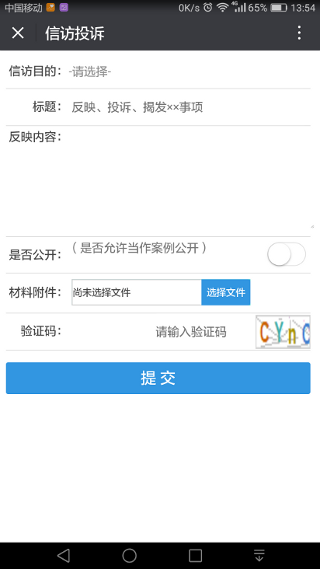 中国移动 0K/s 4G 65% 13:54
信访投诉
信访目的： -请选择-
标题： 反映、投诉、揭发××事项
反映内容：
是否公开： （是否允许当作案例公开）
材料附件： 尚未选择文件 选择文件
验证码： 请输入验证码 CYnC
提交